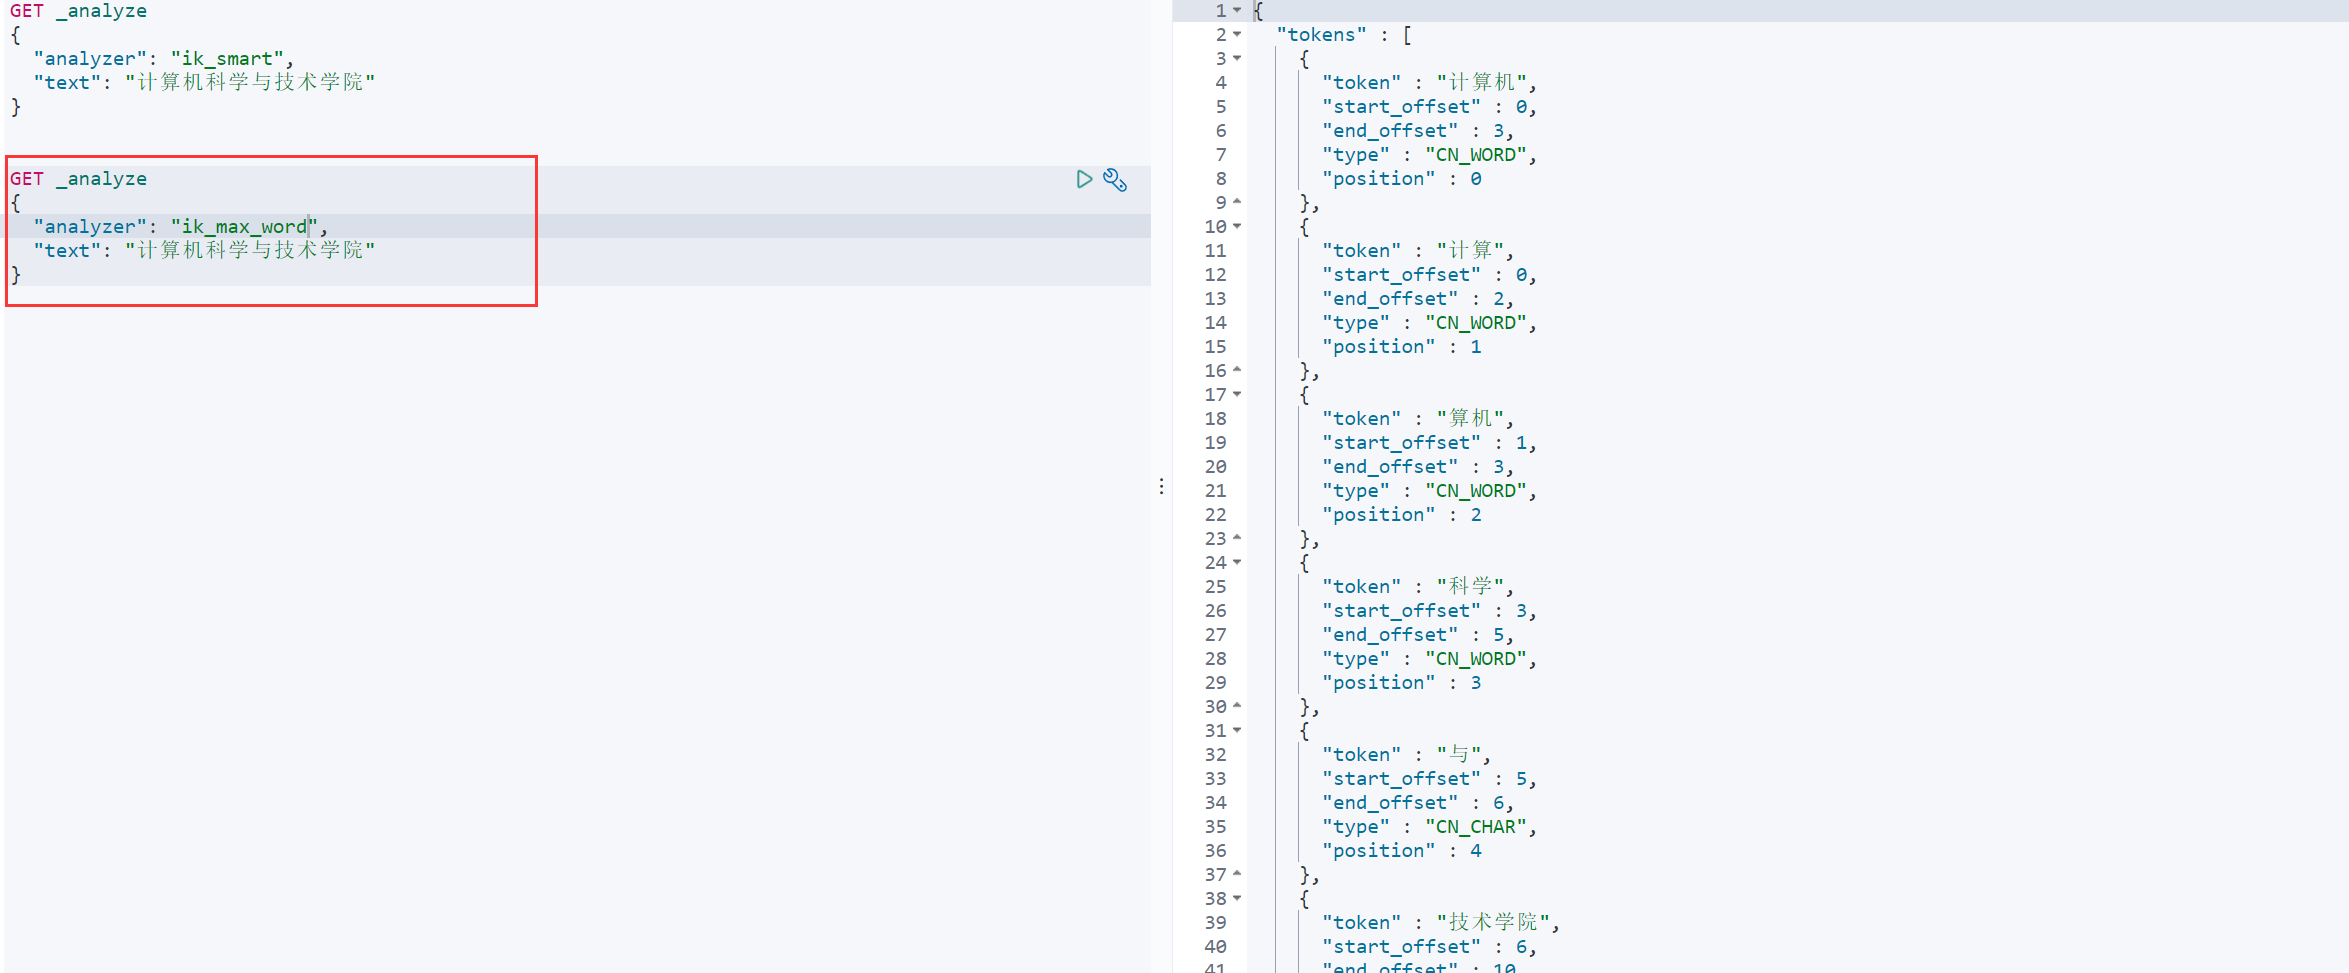 GET _analyze
{
  "analyzer": "ik_smart",
  "text": "计算机科学与技术学院"
}
GET _analyze
{
  "analyzer": "ik_max_word",
  "text": "计算机科学与技术学院"
}
1 {
2   "tokens" : [
3     {
4       "token" : "计算机",
5       "start_offset" : 0,
6       "end_offset" : 3,
7       "type" : "CN_WORD",
8       "position" : 0
9     },
10     {
11       "token" : "计算",
12       "start_offset" : 0,
13       "end_offset" : 2,
14       "type" : "CN_WORD",
15       "position" : 1
16     },
17     {
18       "token" : "算机",
19       "start_offset" : 1,
20       "end_offset" : 3,
21       "type" : "CN_WORD",
22       "position" : 2
23     },
24     {
25       "token" : "科学",
26       "start_offset" : 3,
27       "end_offset" : 5,
28       "type" : "CN_WORD",
29       "position" : 3
30     },
31     {
32       "token" : "与",
33       "start_offset" : 5,
34       "end_offset" : 6,
35       "type" : "CN_CHAR",
36       "position" : 4
37     },
38     {
39       "token" : "技术学院",
40       "start_offset" : 6,
41       "end_offset" : 10